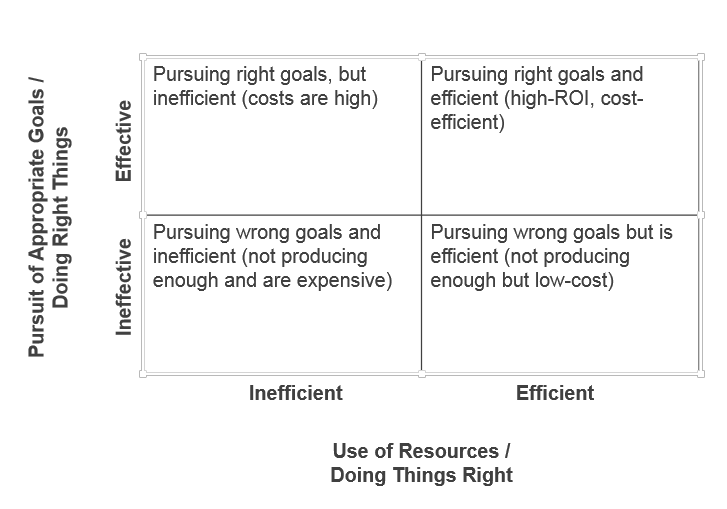 Pursuit of Appropriate Goals /
Doing Right Things
Effective
Pursuing right goals, but
inefficient (costs are high)
Pursuing right goals and
efficient (high-ROI, cost-
efficient)
Ineffective
Pursuing wrong goals and
inefficient (not producing
enough and are expensive)
Pursuing wrong goals but is
efficient (not producing
enough but low-cost)
Inefficient
Efficient
Use of Resources /
Doing Things Right